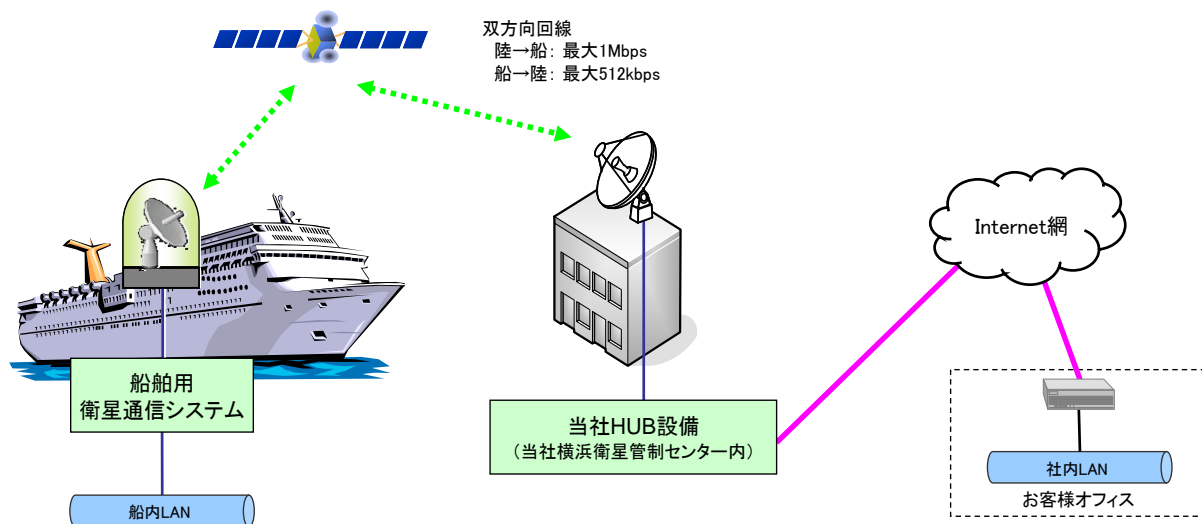 双方向回線
陸→船: 最大1Mbps
船→陸: 最大512kbps
Internet網
船舶用
衛星通信システム
当社HUB設備
(当社横浜衛星管制センター内)
船内LAN
社内LAN
お客様オフィス